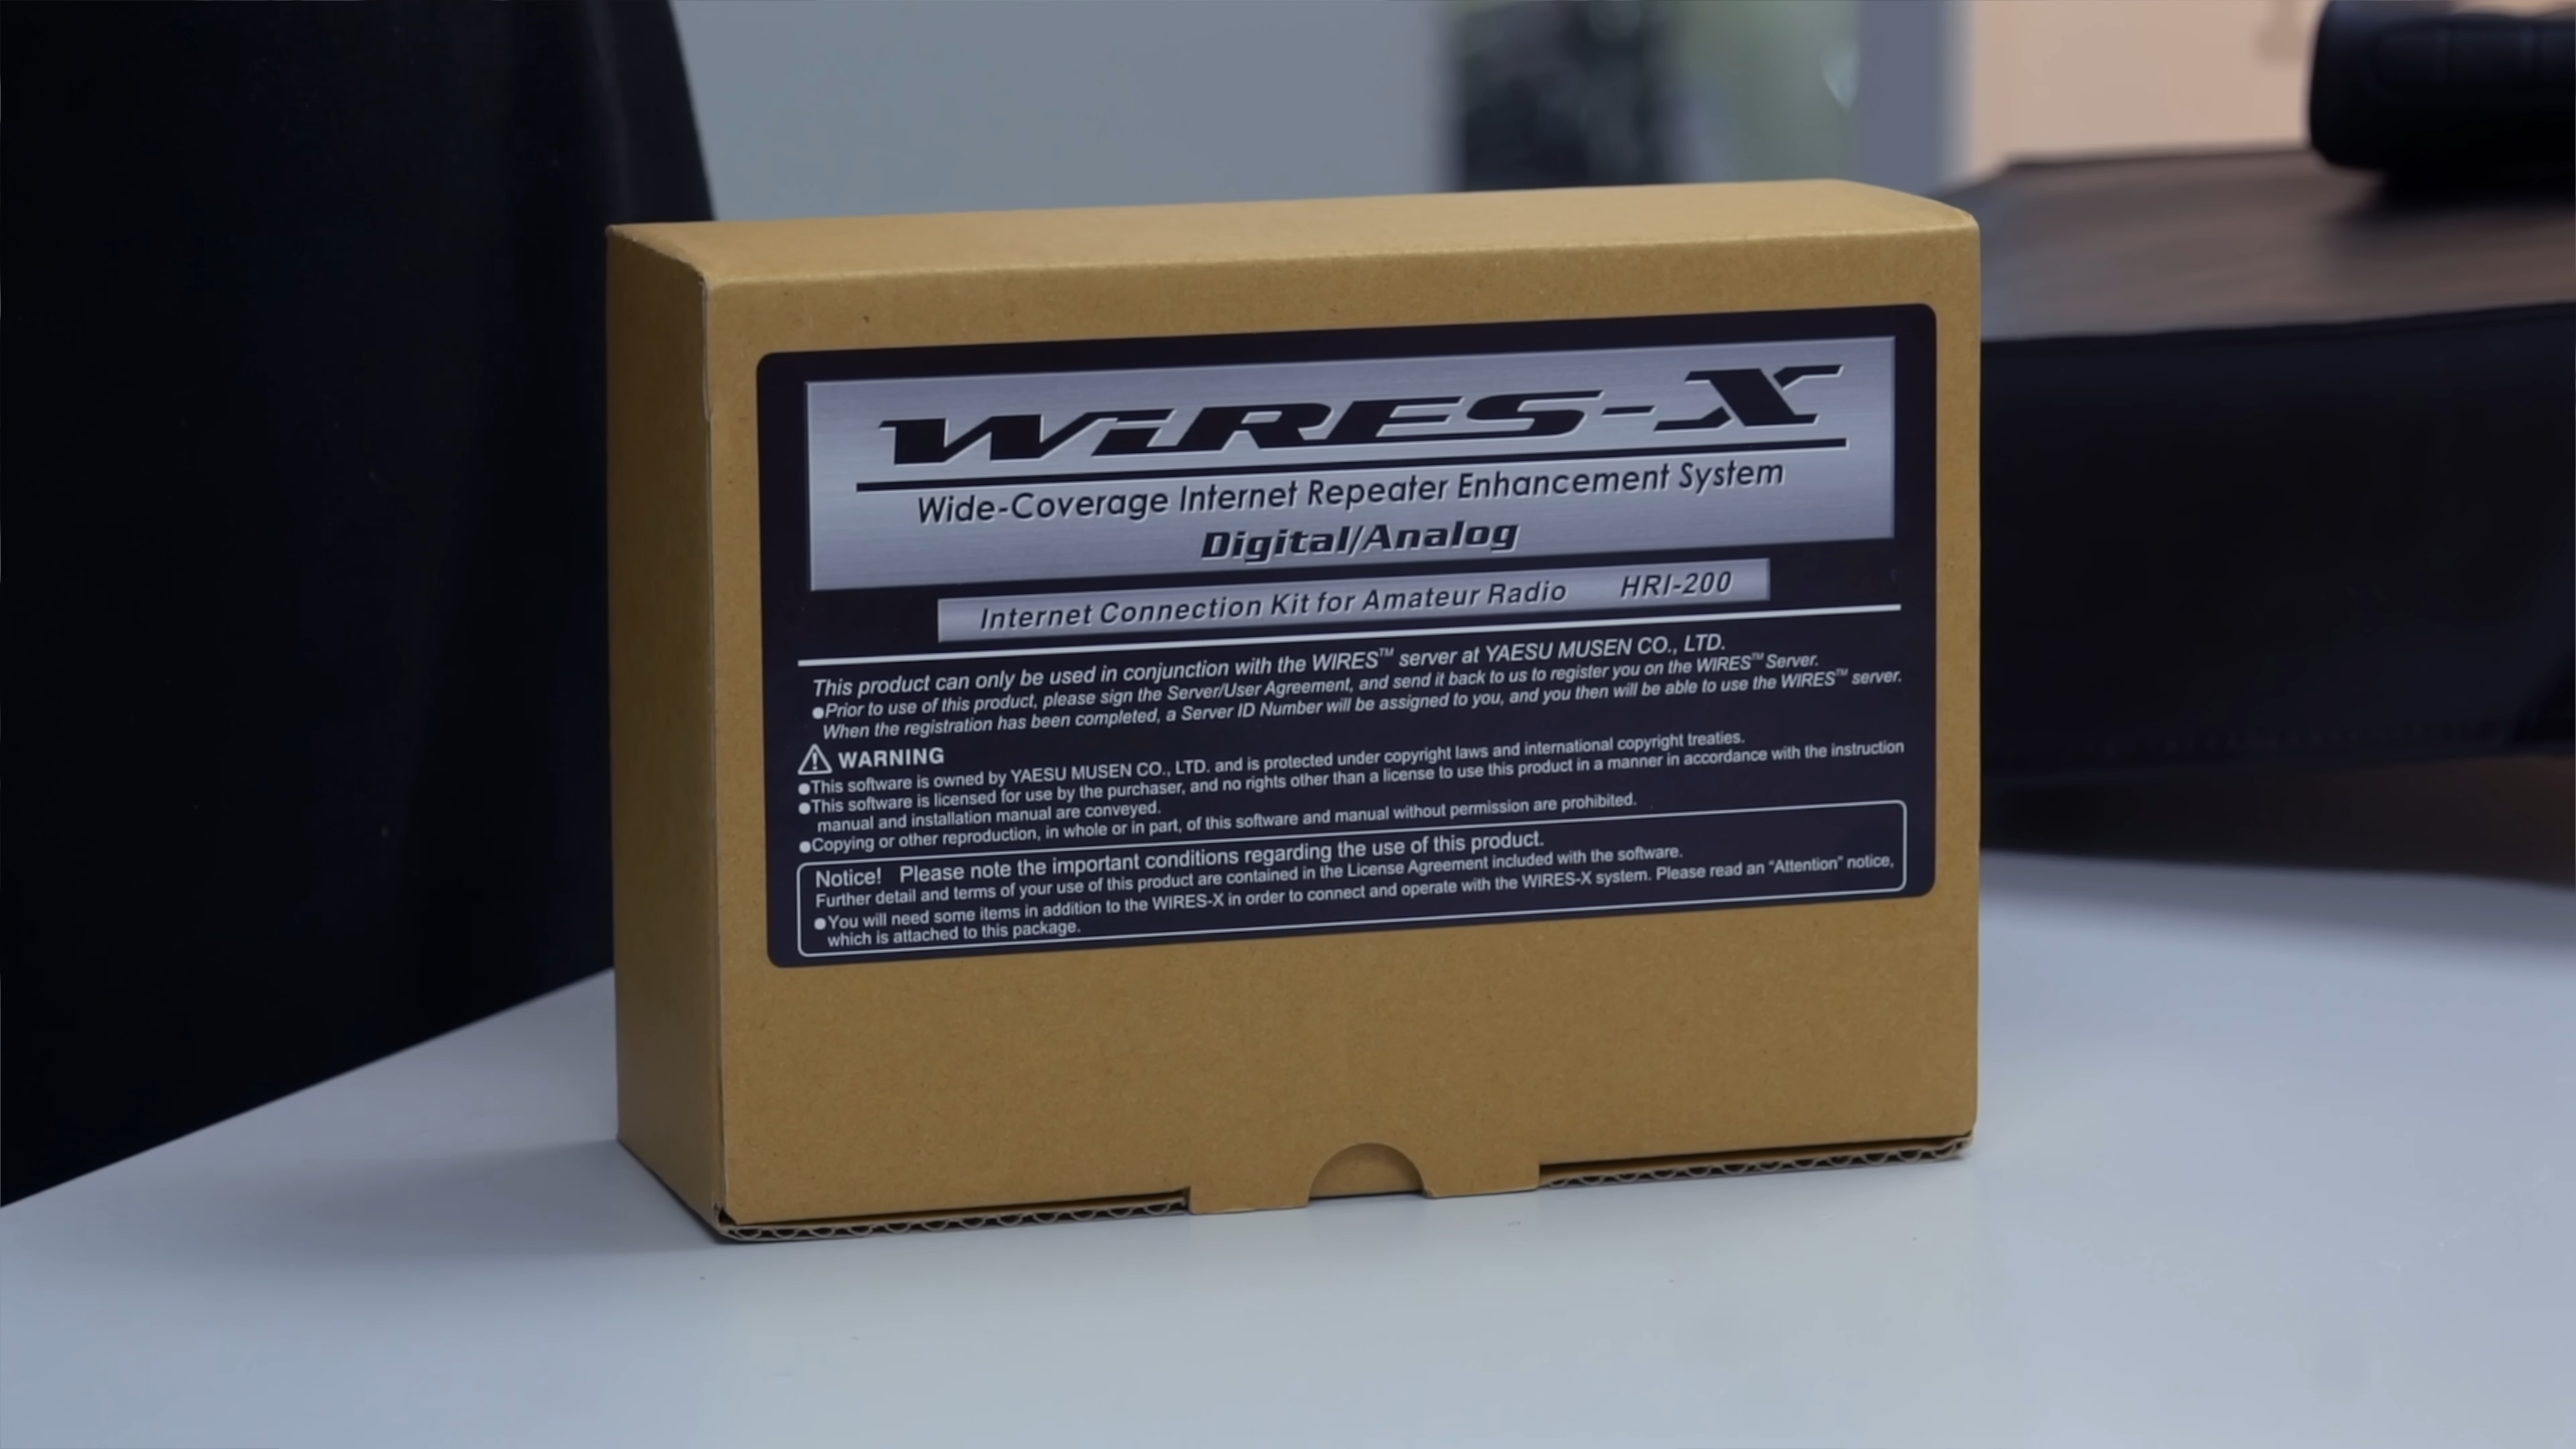 WiRES-X
Wide-Coverage Internet Repeater Enhancement System
Digital/Analog
Internet Connection Kit for Amateur Radio HRI-200
This product can only be used in conjunction with the WIRES™ server at YAESU MUSEN CO., LTD.
●Prior to use of this product, please sign the Server/User Agreement, and send it back to us to register you on the WIRES™ Server.
When the registration has been completed, a Server ID Number will be assigned to you, and you then will be able to use the WIRES™ server.
⚠ WARNING
●This software is owned by YAESU MUSEN CO., LTD. and is protected under copyright laws and international copyright treaties.
●This software is licensed for use by the purchaser, and no rights other than a license to use this product in a manner in accordance with the instruction
manual and installation manual are conveyed.
●Copying or other reproduction, in whole or in part, of this software and manual without permission are prohibited.
Notice! Please note the important conditions regarding the use of this product.
Further detail and terms of your use of this product are contained in the License Agreement included with the software.
●You will need some items in addition to the WIRES-X in order to connect and operate with the WIRES-X system. Please read an “Attention” notice,
which is attached to this package.